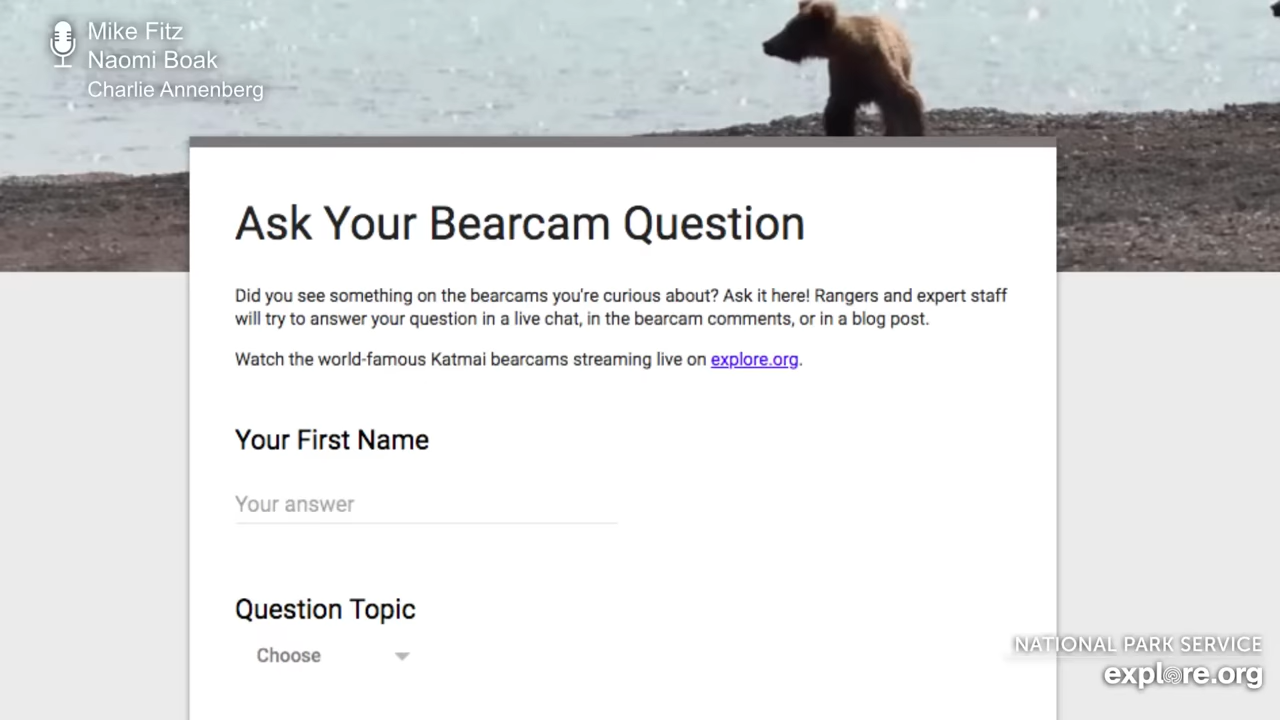 Mike Fitz
Naomi Boak
Charlie Annenberg
Ask Your Bearcam Question
Did you see something on the bearcams you're curious about? Ask it here! Rangers and expert staff
will try to answer your question in a live chat, in the bearcam comments, or in a blog post.
Watch the world-famous Katmai bearcams streaming live on explore.org.
Your First Name
Your answer
Question Topic
Choose
NATIONAL PARK SERVICE
explore.org